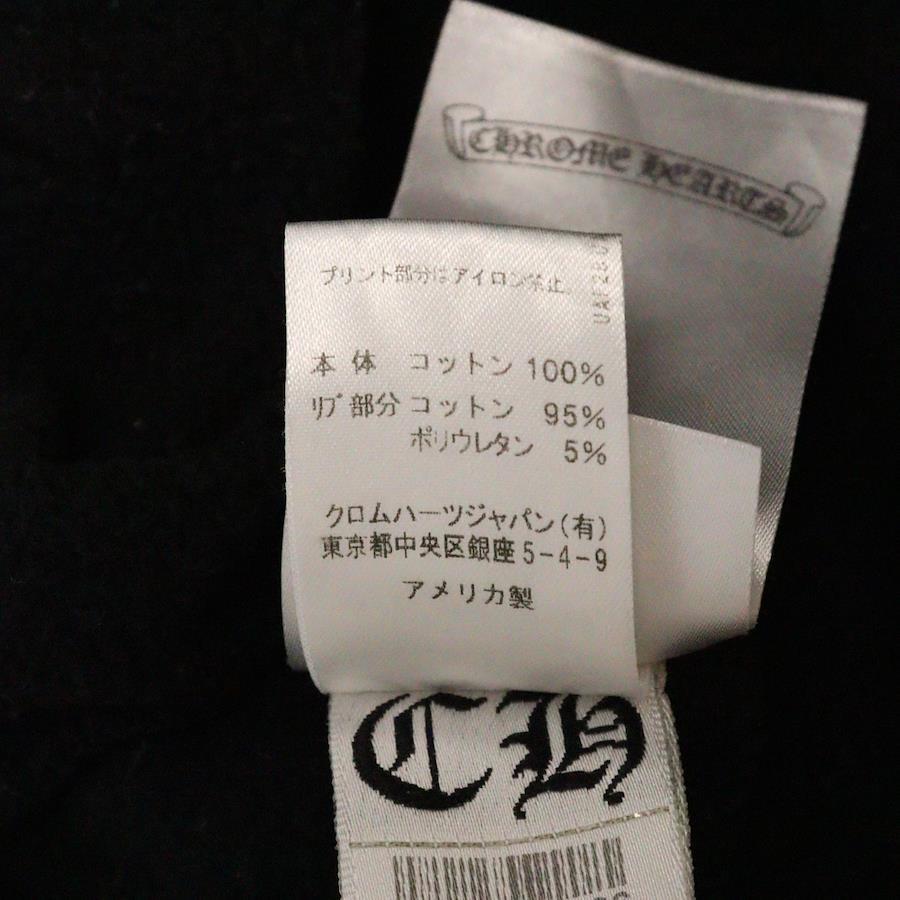 CHROME HEARTS
プリント部分はアイロン禁止。
本体 コットン 100%
リブ部分 コットン 95%
ポリウレタン 5%
クロムハーツジャパン(有)
東京都中央区銀座5-4-9
アメリカ製
CH